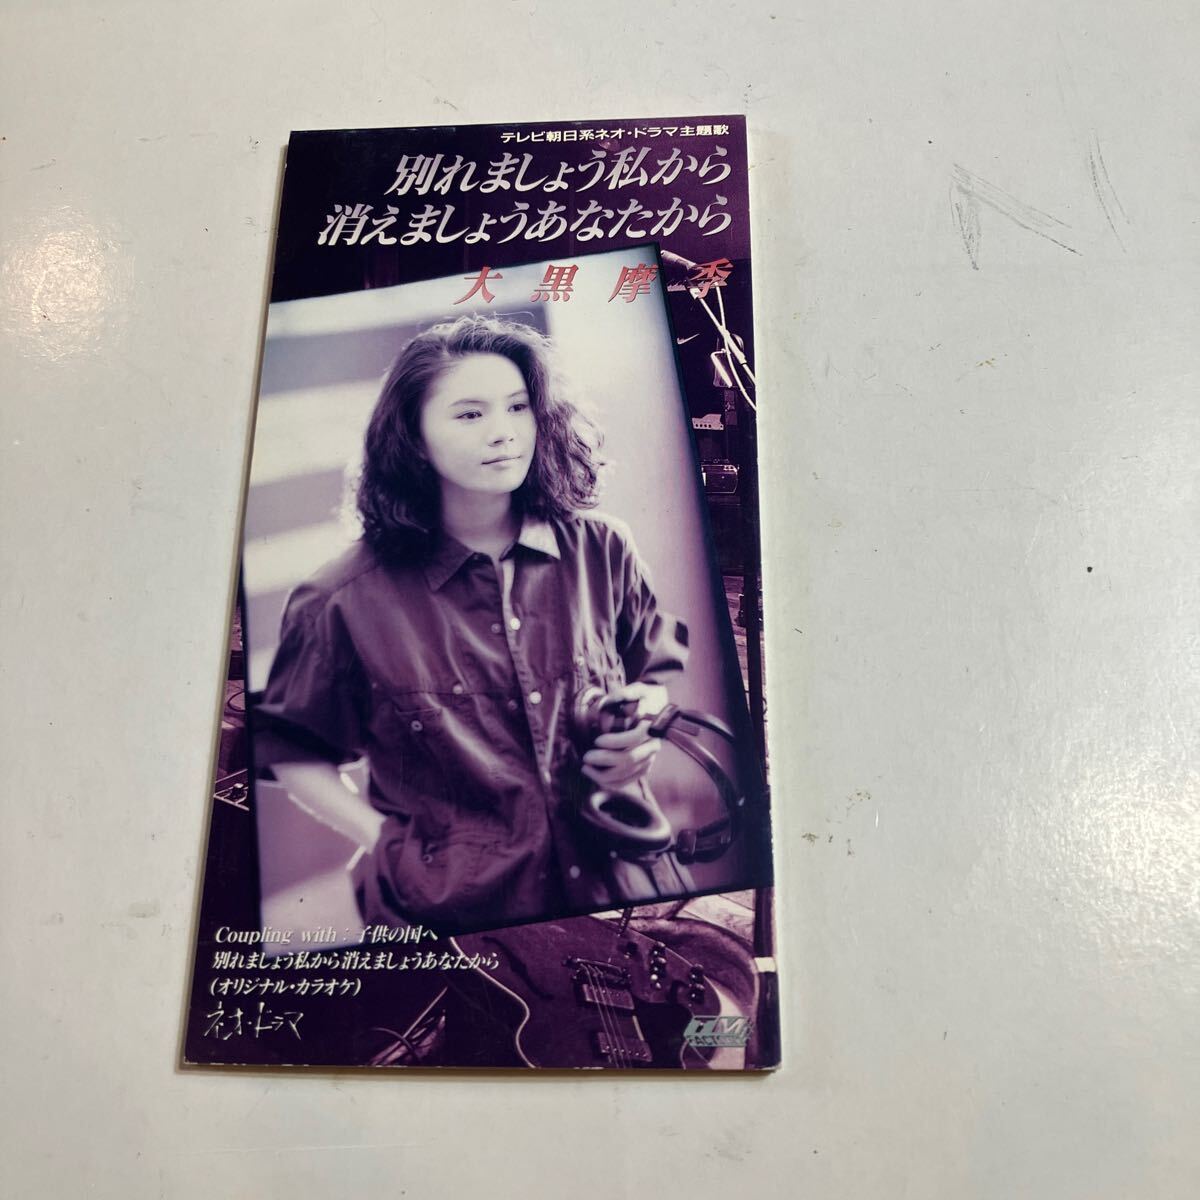 テレビ朝日系ネオ・ドラマ主題歌
別れましょう私から
消えましょうあなたから
大黒摩季
Coupling with : 子供の国へ
別れましょう私から消えましょうあなたから
(オリジナル・カラオケ)
ネオ・ドラマ
TM
FACTORY